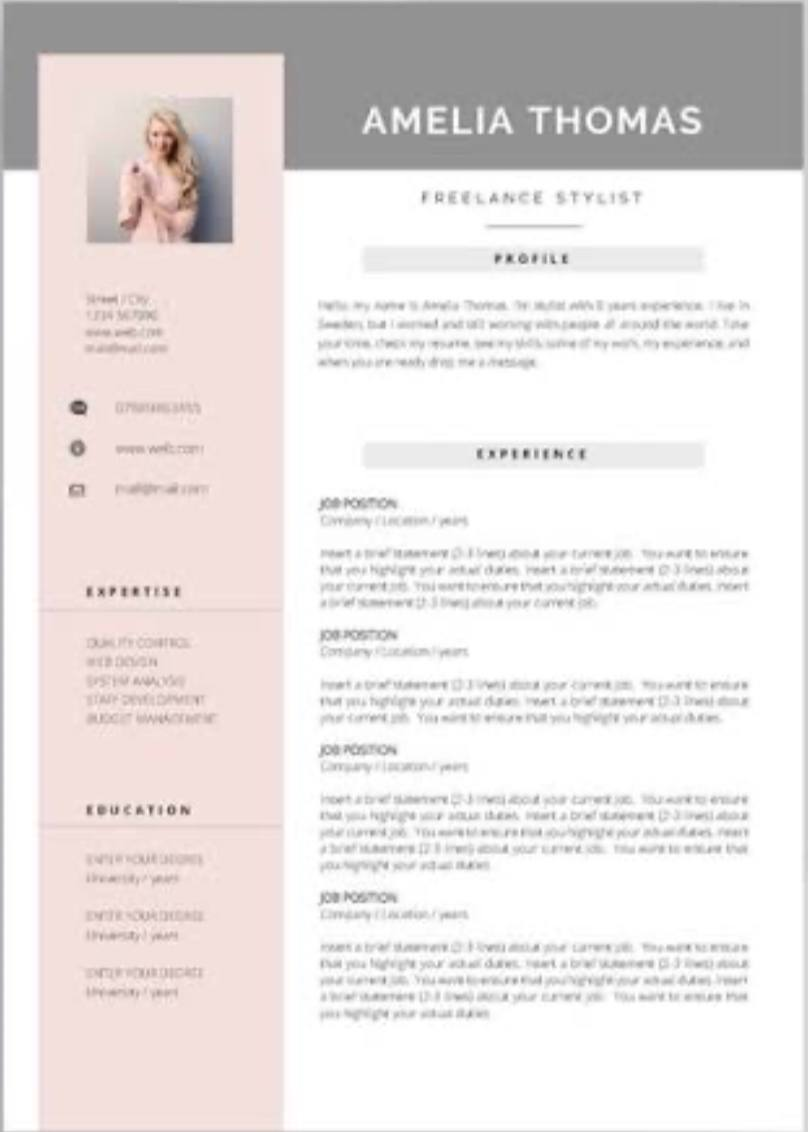 AMELIA THOMAS
FREELANCE STYLIST
PROFILE
Hello, my name is Amelia Thomas. I'm stylist with years experience. I live in
Sweden, but I worked and still working with people all around the world. Take
your time, check my resume, see my skills, some of my work, my experience, and
when you are ready drop me a message.
EXPERIENCE
JOB POSITION
Company / Location / years
Insert a brief statement (2-3 lines) about your current job. You want to ensure
that you highlight your actual duties. Insert a brief statement (2-3 lines) about
your current job. You want to ensure that you highlight your actual duties. Insert
a brief statement (2-3 lines) about your current job.
JOB POSITION
Company / Location / years
Insert a brief statement (2-3 lines) about your current job. You want to ensure
that you highlight your actual duties. Insert a brief statement (2-3 lines) about
your current job. You want to ensure that you highlight your actual duties.
JOB POSITION
Company / Location / years
Insert a brief statement (2-3 lines) about your current job. You want to ensure
that you highlight your actual duties. Insert a brief statement (2-3 lines) about
your current job. You want to ensure that you highlight your actual duties. Insert
a brief statement (2-3 lines) about your current job. You want to ensure that
you highlight your actual duties.
JOB POSITION
Company / Location / years
Insert a brief statement (2-3 lines) about your current job. You want to ensure
that you highlight your actual duties. Insert a brief statement (2-3 lines) about
your current job. You want to ensure that you highlight your actual duties. Insert
a brief statement (2-3 lines) about your current job. You want to ensure that
you highlight your actual duties.
Street / City
1234 567890
www.web.com
mail@mail.com
www.web.com
mail@mail.com
EXPERTISE
QUALITY CONTROL
WEB DESIGN
SYSTEM ANALYSIS
STAFF DEVELOPMENT
BUDGET MANAGEMENT
EDUCATION
ENTER YOUR DEGREE
University / years
ENTER YOUR DEGREE
University / years
ENTER YOUR DEGREE
University / years